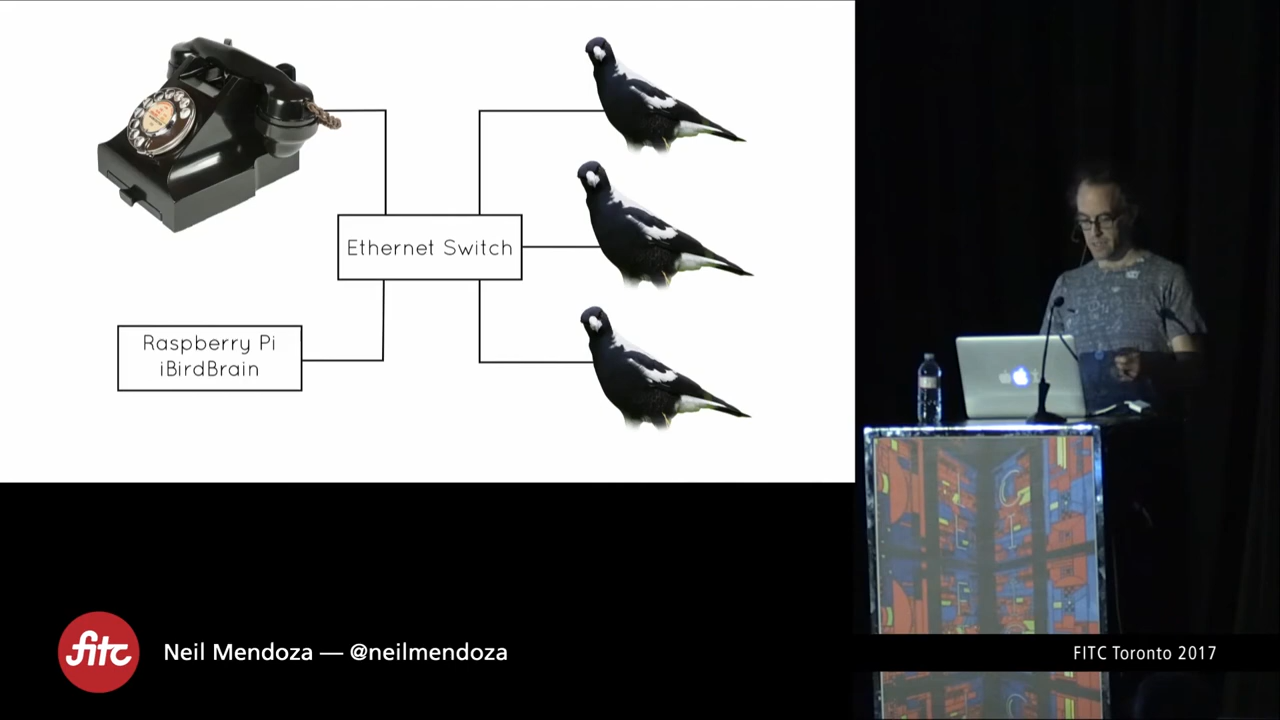 Ethernet Switch
Raspberry Pi
iBirdBrain
fitc
Neil Mendoza — @neilmendoza
FITC Toronto 2017